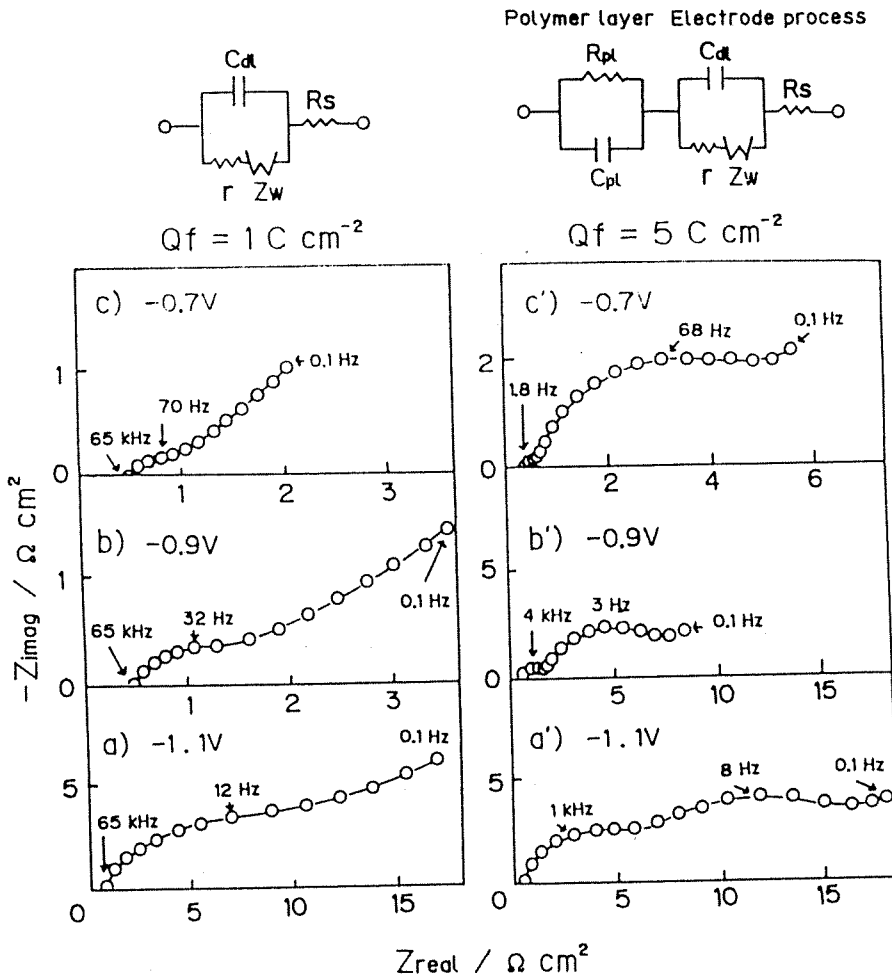 Polymer layer Electrode process
Cdl
Rs
r Zw
Rpl
Cpl
Cdl
Rs
r Zw
Qf = 1 C cm⁻²
Qf = 5 C cm⁻²
c) -0.7V
1
0
65 kHz
70 Hz
0.1 Hz
1 2 3
c') -0.7V
2
0
1.8 Hz
68 Hz
0.1 Hz
2 4 6
b) -0.9V
1
0
65 kHz
32 Hz
0.1 Hz
1 2 3
b') -0.9V
5
0
4 kHz
3 Hz
0.1 Hz
5 10 15
a) -1.1V
5
65 kHz
12 Hz
0.1 Hz
0 5 10 15
a') -1.1V
5
0
1 kHz
8 Hz
0.1 Hz
0 5 10 15
-Zimag / Ω cm²
Zreal / Ω cm²